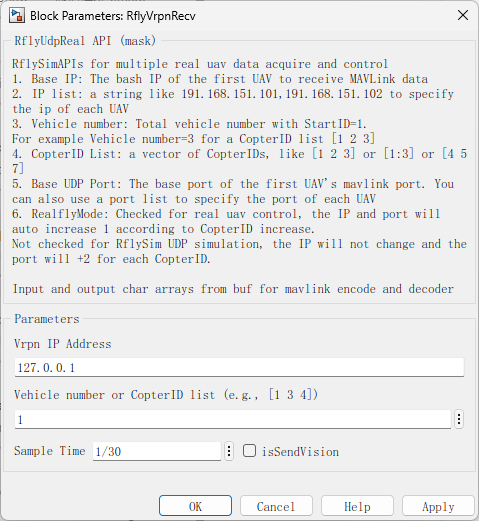 Block Parameters: RflyVrpnRecv
RflyUdpReal API (mask)
RflySimAPIs for multiple real uav data acquire and control
1. Base IP: The bash IP of the first UAV to receive MAVLink data
2. IP list: a string like 191.168.151.101,191.168.151.102 to specify
the ip of each UAV
3. Vehicle number: Total vehicle number with StartID=1.
For example Vehicle number=3 for a CopterID list [1 2 3]
4. CopterID List: a vector of CopterIDs, like [1 2 3] or [1:3] or [4 5
7]
5. Base UDP Port: The base port of the first UAV's mavlink port. You
can also use a port list to specify the port of each UAV
6. RealflyMode: Checked for real uav control, the IP and port will
auto increase 1 according to CopterID increase.
Not checked for RflySim UDP simulation, the IP will not change and the
port will +2 for each CopterID.
Input and output char arrays from buf for mavlink encode and decoder
Parameters
Vrpn IP Address
127.0.0.1
Vehicle number or CopterID list (e.g., [1 3 4])
1
Sample Time 1/30 isSendVision
OK Cancel Help Apply